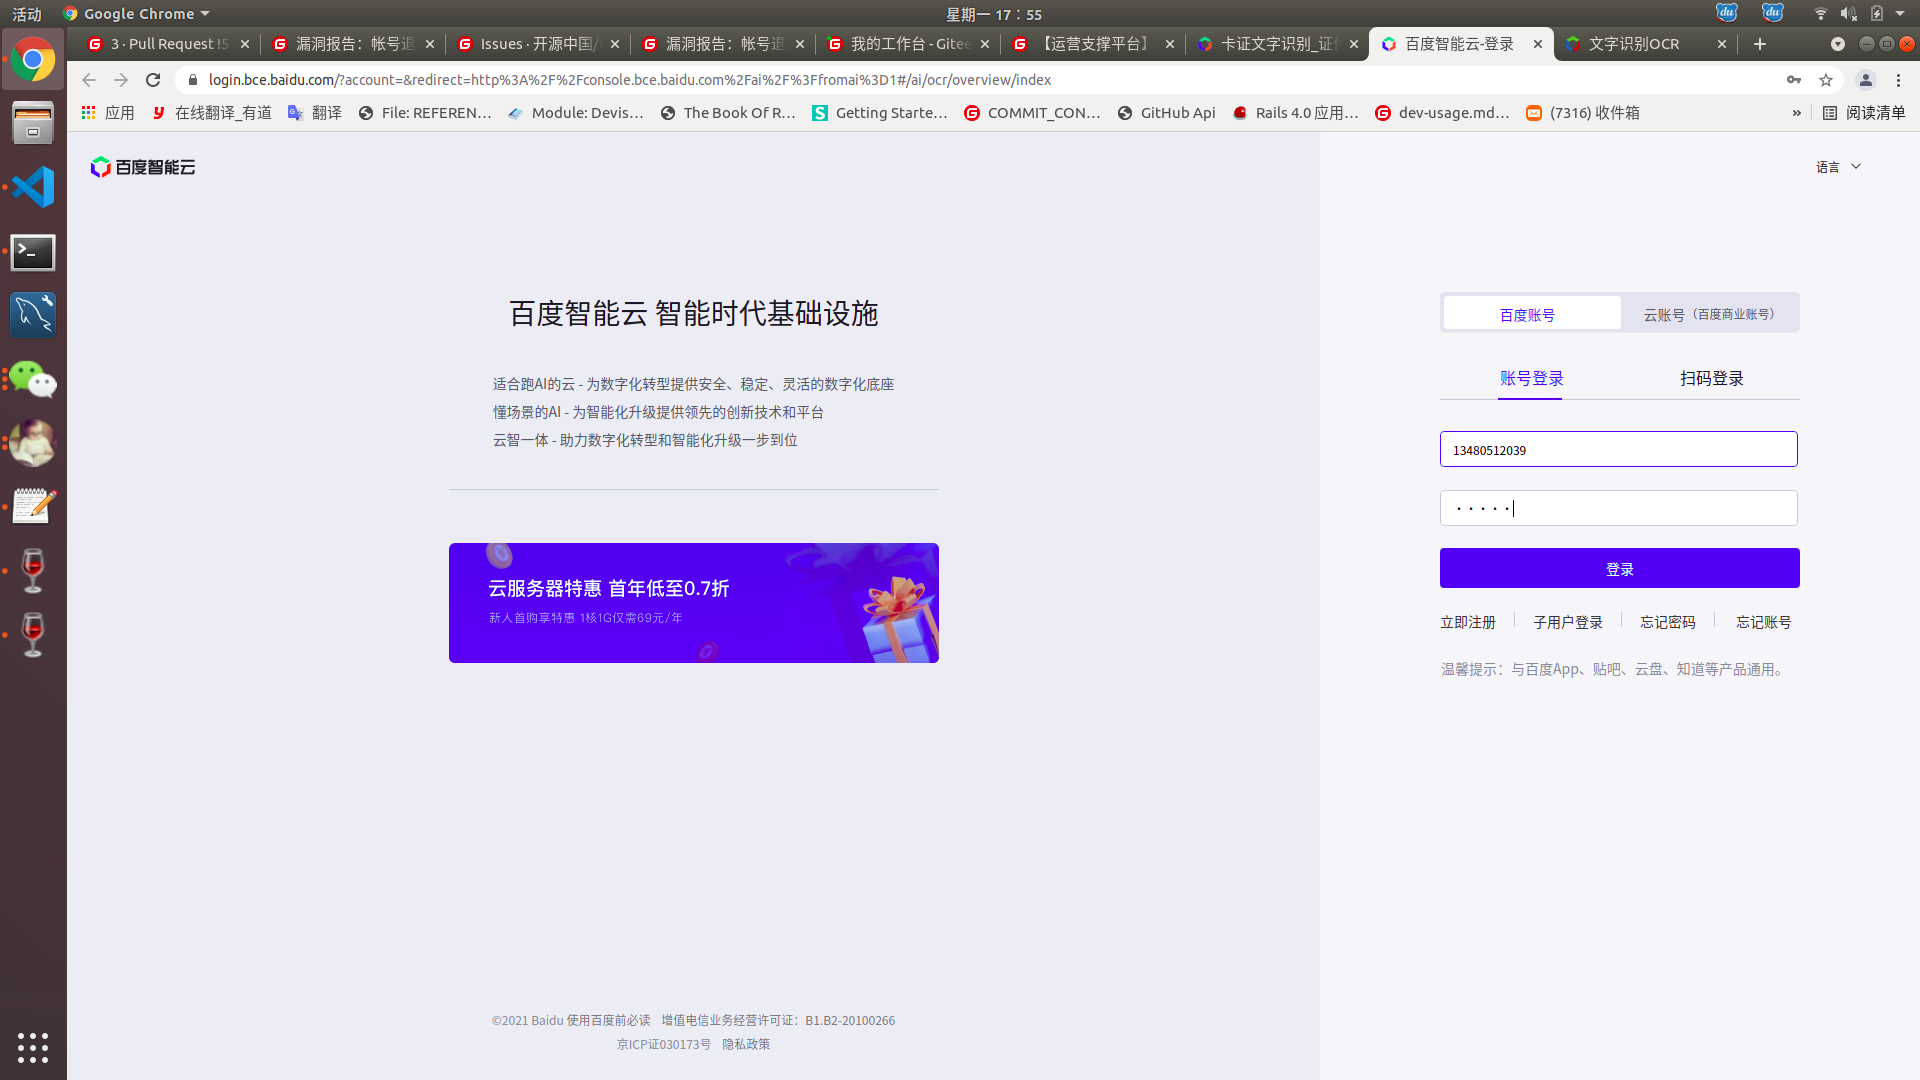 活动
Google Chrome
星期一 17：55
3 · Pull Request !5
漏洞报告：帐号退
Issues · 开源中国/
漏洞报告：帐号退
我的工作台 - Gitee
【运营支撑平台】
卡证文字识别_证件
百度智能云-登录
文字识别OCR
login.bce.baidu.com/?account=&redirect=http%3A%2F%2Fconsole.bce.baidu.com%2Fai%2F%3Ffromai%3D1#/ai/ocr/overview/index
应用
在线翻译_有道
翻译
File: REFEREN...
Module: Devis...
The Book Of R...
Getting Starte...
COMMIT_CON...
GitHub Api
Rails 4.0 应用...
dev-usage.md...
(7316) 收件箱
»
阅读清单
百度智能云
语言
百度智能云 智能时代基础设施
适合跑AI的云 - 为数字化转型提供安全、稳定、灵活的数字化底座
懂场景的AI - 为智能化升级提供领先的创新技术和平台
云智一体 - 助力数字化转型和智能化升级一步到位
云服务器特惠 首年低至0.7折
新人首购享特惠 1核1G仅需69元/年
百度账号
云账号（百度商业账号）
账号登录
扫码登录
13480512039
·····
登录
立即注册
子用户登录
忘记密码
忘记账号
温馨提示：与百度App、贴吧、云盘、知道等产品通用。
©2021 Baidu 使用百度前必读 增值电信业务经营许可证：B1.B2-20100266
京ICP证030173号 隐私政策